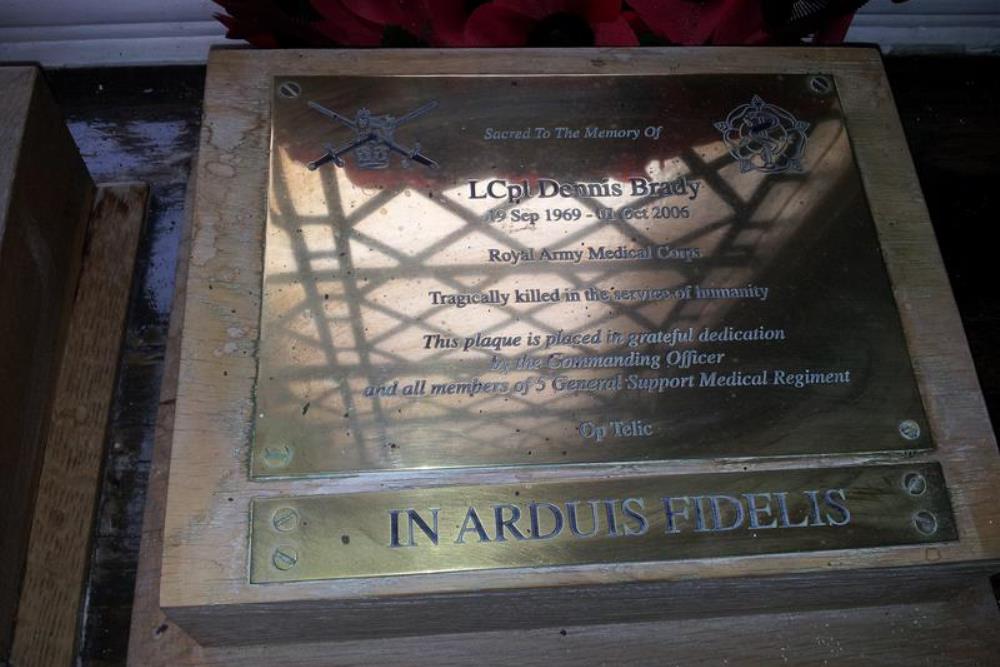 Sacred To The Memory Of
LCpl Dennis Brady
19 Sep 1969 - 01 Oct 2006
Royal Army Medical Corps
Tragically killed in the service of humanity
This plaque is placed in grateful dedication
by the Commanding Officer
and all members of 5 General Support Medical Regiment
Op Telic
IN ARDUIS FIDELIS